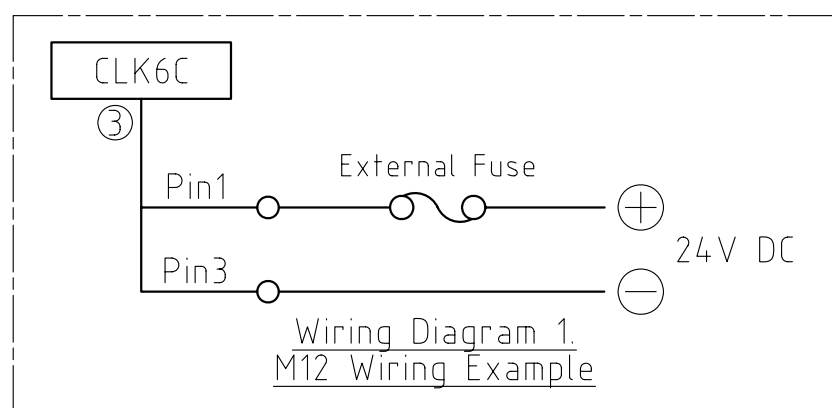 CLK6C
3
External Fuse
Pin1
+
24V DC
Pin3
−
Wiring Diagram 1.
M12 Wiring Example